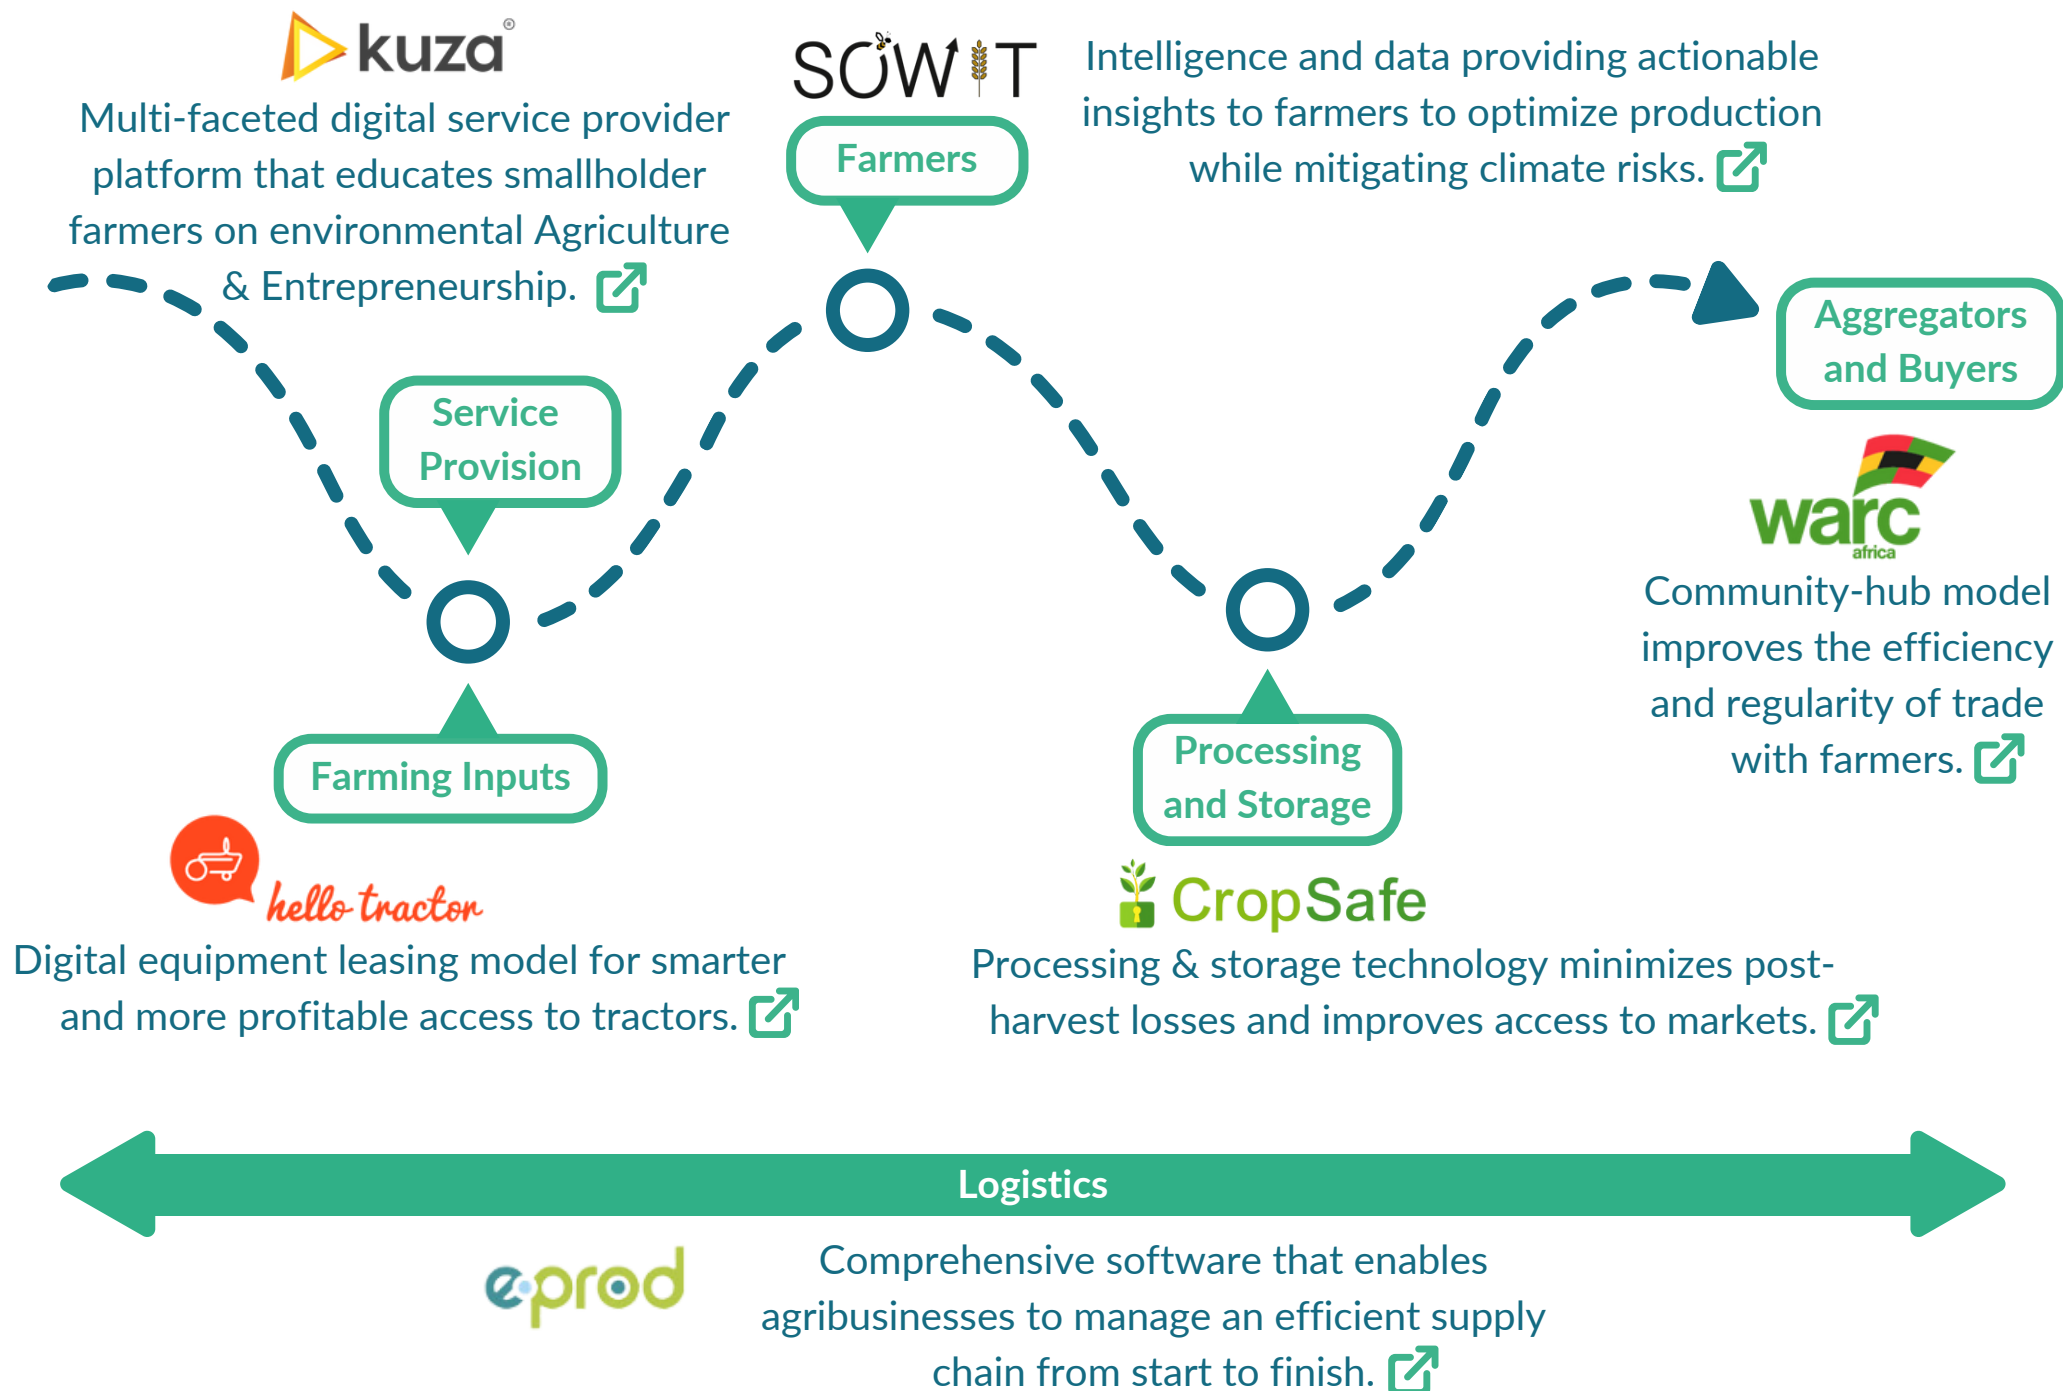 kuza®
Multi-faceted digital service provider
platform that educates smallholder
farmers on environmental Agriculture
& Entrepreneurship.
Service
Provision
SOWIT
Farmers
Intelligence and data providing actionable
insights to farmers to optimize production
while mitigating climate risks.
Aggregators
and Buyers
warc
africa
Community-hub model
improves the efficiency
and regularity of trade
with farmers.
Farming Inputs
hello tractor
Digital equipment leasing model for smarter
and more profitable access to tractors.
Processing
and Storage
CropSafe
Processing & storage technology minimizes post-
harvest losses and improves access to markets.
Logistics
e-prod
Comprehensive software that enables
agribusinesses to manage an efficient supply
chain from start to finish.